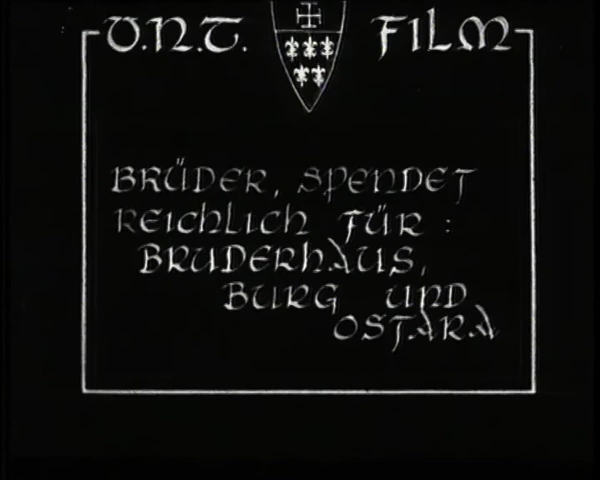 O.N.T. FILM
BRÜDER, SPENDET
REICHLICH FÜR :
BRUDERHAUS,
BURG UND
OSTARA